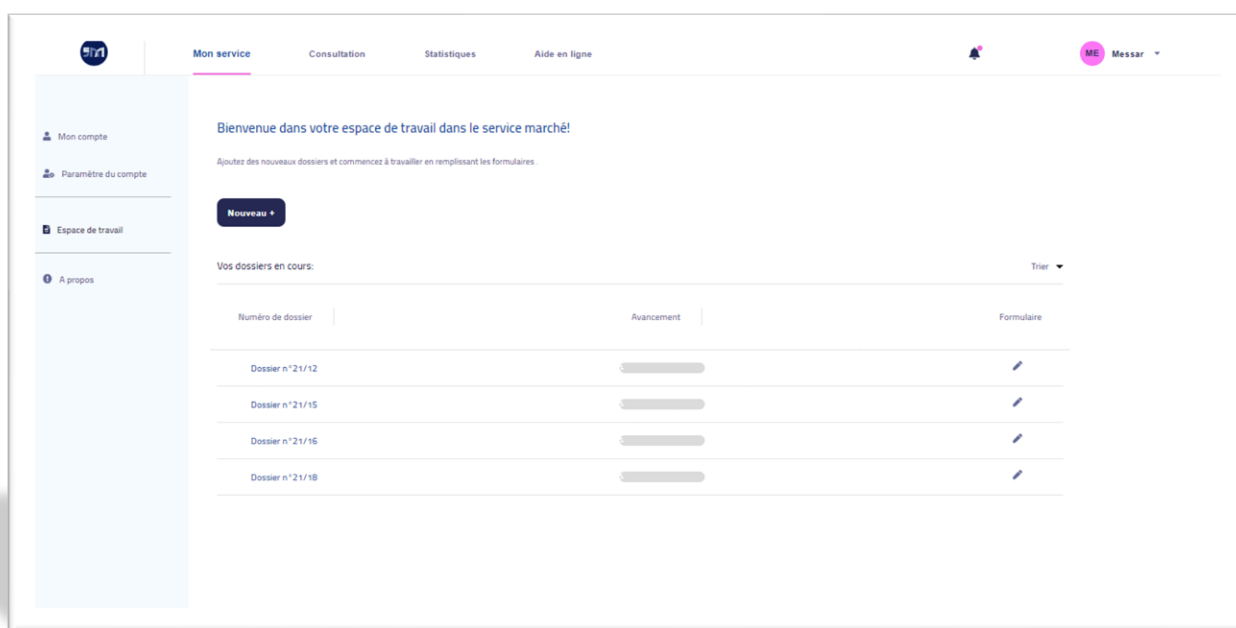 Mon service Consultation Statistiques Aide en ligne ME Messar
Mon compte
Paramètre du compte
Espace de travail
A propos
Bienvenue dans votre espace de travail dans le service marché!
Ajoutez des nouveaux dossiers et commencez à travailler en remplissant les formulaires .
Nouveau +
Vos dossiers en cours: Trier
Numéro de dossier Avancement Formulaire
Dossier n°21/12
Dossier n°21/15
Dossier n°21/16
Dossier n°21/18